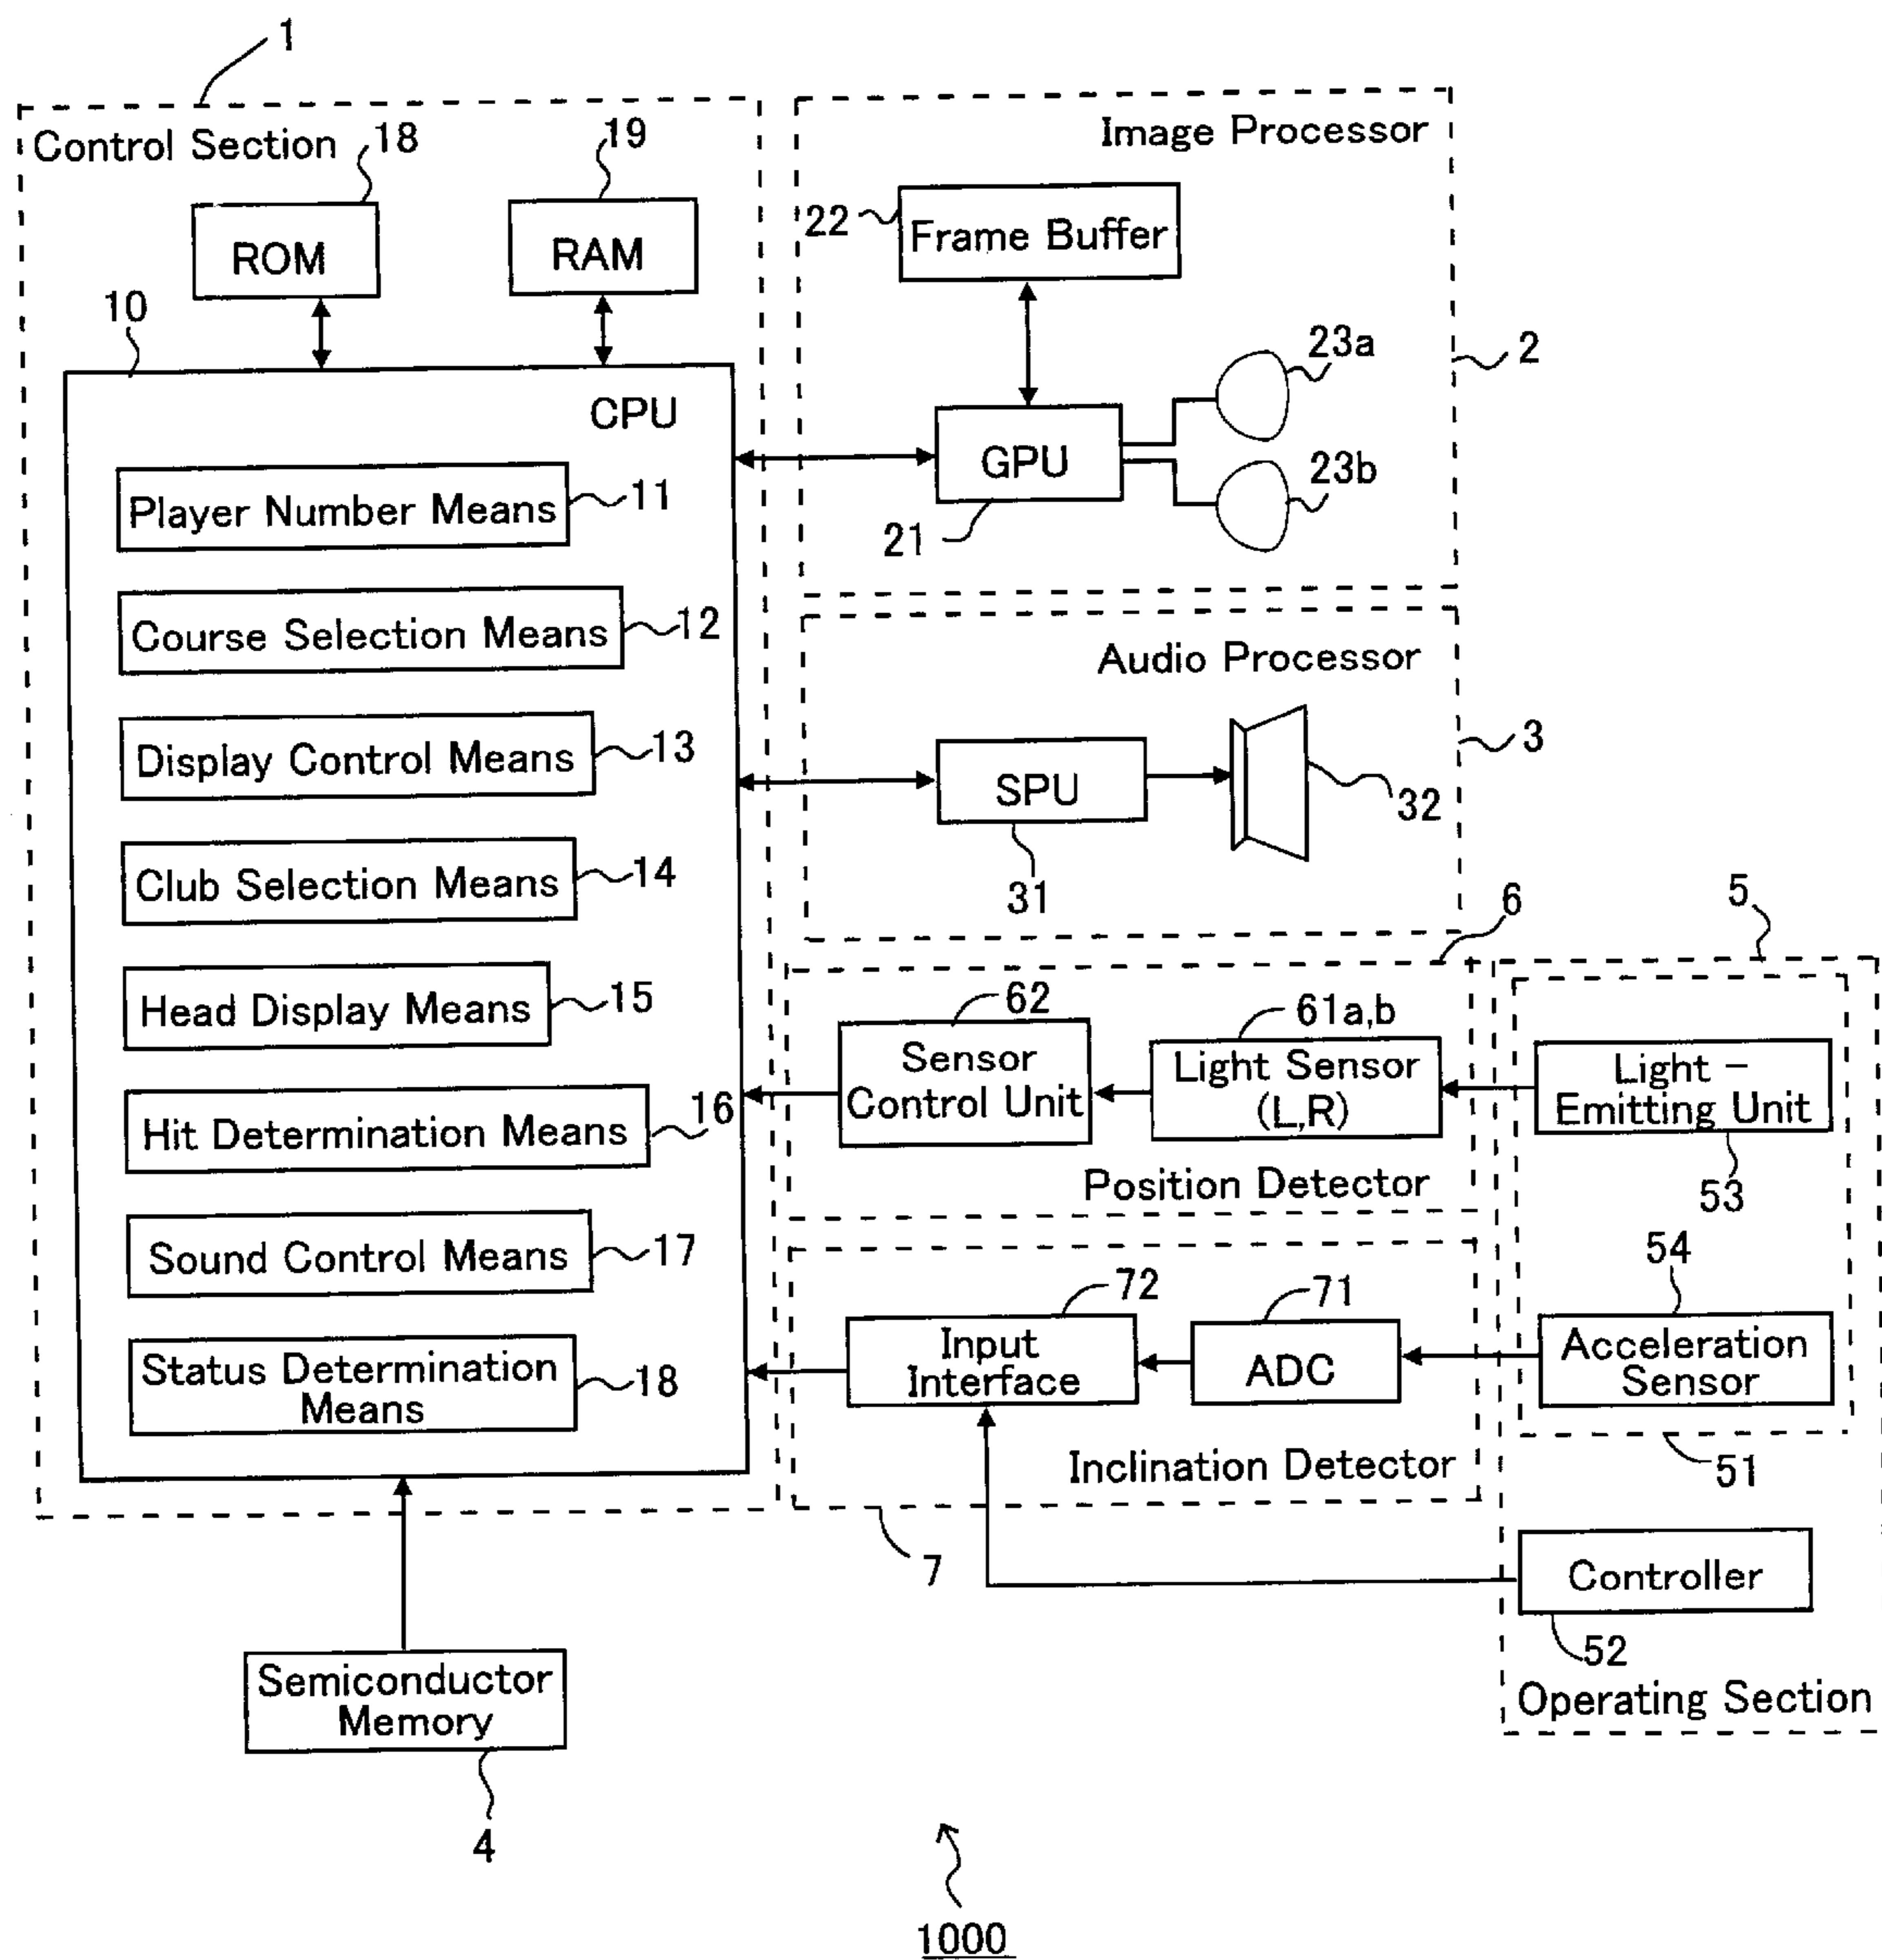 1
Control Section
18
19
ROM
RAM
10
CPU
Player Number Means
11
Course Selection Means
12
Display Control Means
13
Club Selection Means
14
Head Display Means
15
Hit Determination Means
16
Sound Control Means
17
Status Determination
Means
18
Semiconductor
Memory
4
Image Processor
22
Frame Buffer
23a
2
GPU
23b
21
Audio Processor
SPU
3
32
31
6
5
62
61a,b
Sensor
Control Unit
Light Sensor
(L,R)
Light -
Emitting Unit
53
Position Detector
54
72
71
Input
Interface
ADC
Acceleration
Sensor
Inclination Detector
51
7
Controller
52
Operating Section
1000